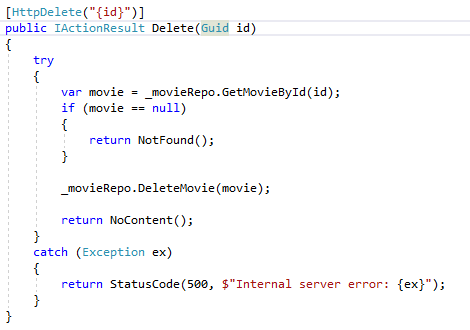 [HttpDelete("{id}")]
public IActionResult Delete(Guid id)
{
    try
    {
        var movie = _movieRepo.GetMovieById(id);
        if (movie == null)
        {
            return NotFound();
        }

        _movieRepo.DeleteMovie(movie);

        return NoContent();
    }
    catch (Exception ex)
    {
        return StatusCode(500, $"Internal server error: {ex}");
    }
}